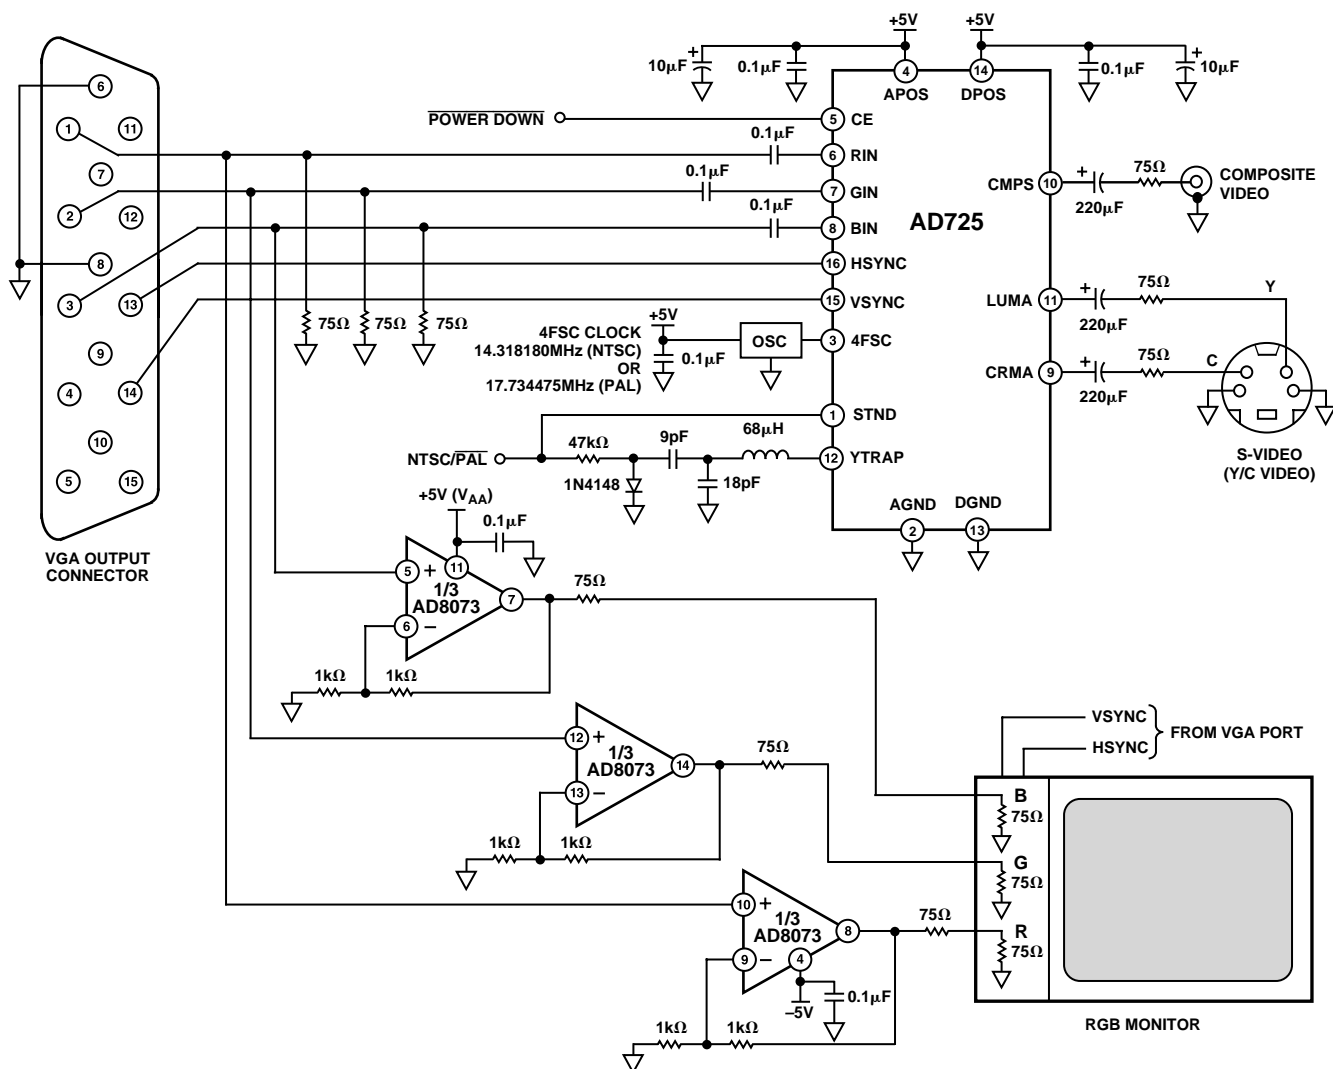 +5V
+5V
10µF
+
0.1µF
0.1µF
+
10µF
4
14
APOS
DPOS
6
1
11
7
2
12
8
3
13
9
4
14
10
5
15
VGA OUTPUT
CONNECTOR
POWER DOWN
5
CE
0.1µF
6
RIN
0.1µF
7
GIN
0.1µF
8
BIN
16
HSYNC
15
VSYNC
AD725
CMPS
10
+
220µF
75Ω
COMPOSITE
VIDEO
LUMA
11
+
220µF
75Ω
Y
CRMA
9
+
220µF
75Ω
C
S-VIDEO
(Y/C VIDEO)
75Ω
75Ω
75Ω
+5V
4FSC CLOCK
14.318180MHz (NTSC)
OR
17.734475MHz (PAL)
0.1µF
OSC
3
4FSC
1
STND
NTSC/PAL
47kΩ
1N4148
9pF
18pF
68µH
12
YTRAP
AGND
DGND
2
13
+5V (VAA)
0.1µF
11
5
+
1/3
AD8073
7
6
–
75Ω
1kΩ
1kΩ
12
+
1/3
AD8073
14
13
–
75Ω
1kΩ
1kΩ
10
+
1/3
AD8073
8
9
–
4
–5V
0.1µF
75Ω
1kΩ
1kΩ
VSYNC
HSYNC
FROM VGA PORT
B
75Ω
G
75Ω
R
75Ω
RGB MONITOR